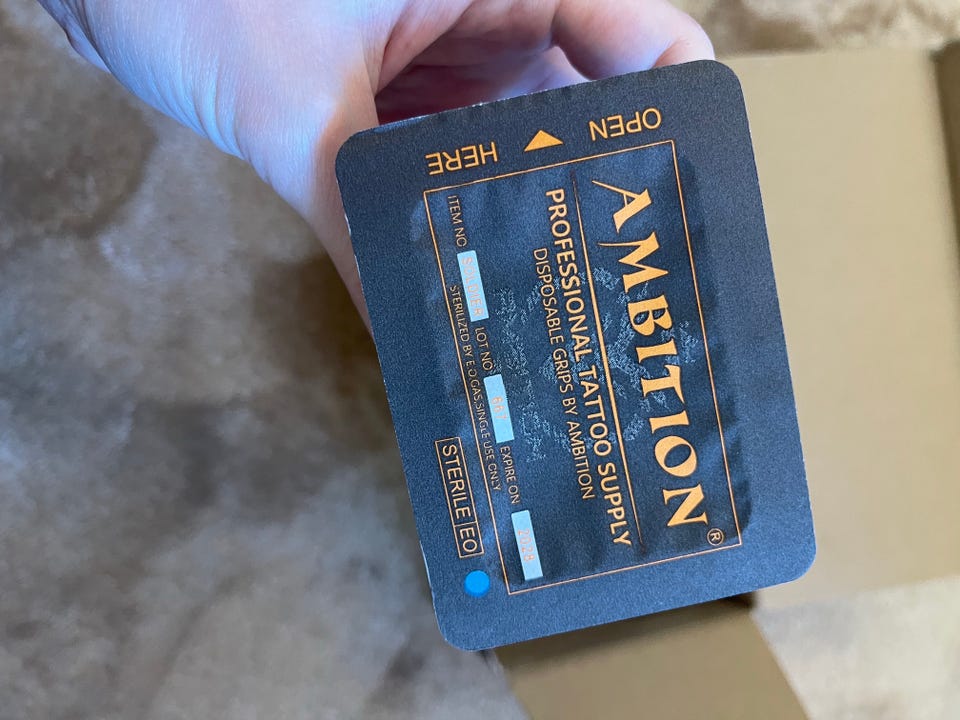 OPEN HERE
AMBITION®
PROFESSIONAL TATTOO SUPPLY
DISPOSABLE GRIPS BY AMBITION
ITEM NO. SOLDIER LOT NO. EXPIRE ON
STERILIZED BY E.O GAS, SINGLE USE ONLY
STERILE EO